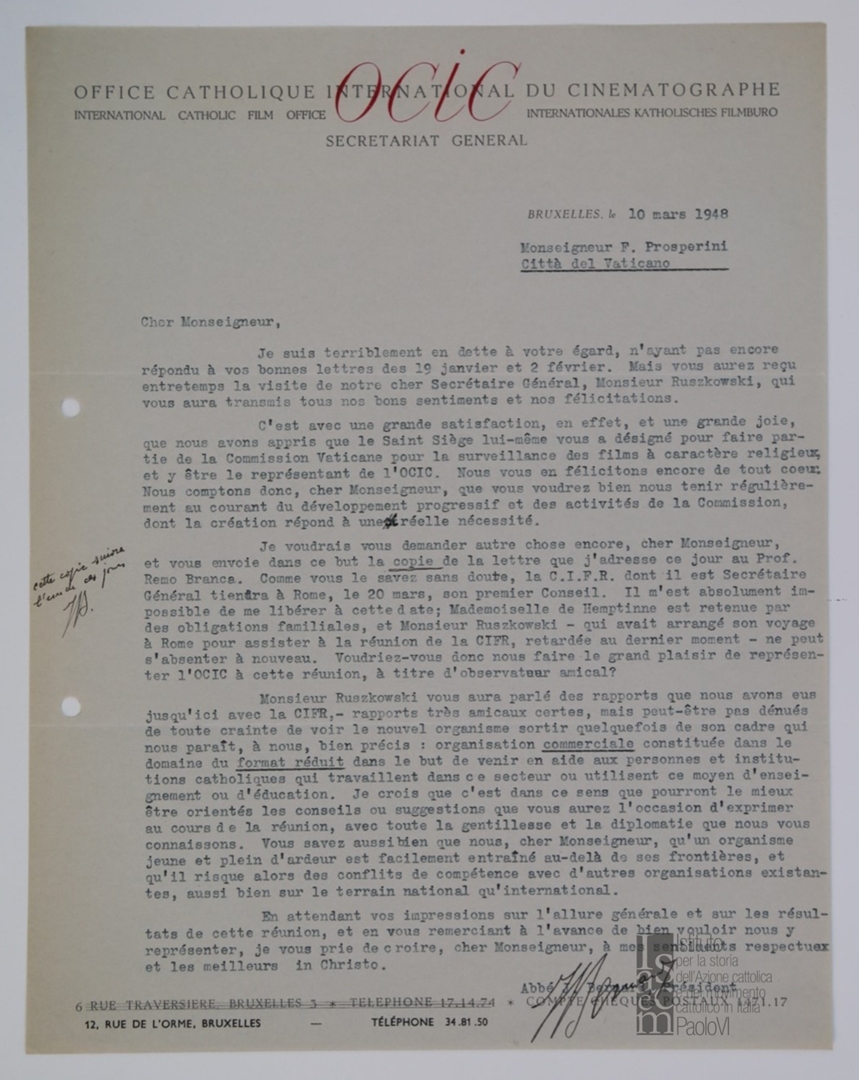 OFFICE CATHOLIQUE INTERNATIONAL DU CINEMATOGRAPHE
ocic
INTERNATIONAL CATHOLIC FILM OFFICE
INTERNATIONALES KATHOLISCHES FILMBURO
SECRETARIAT GENERAL
BRUXELLES, le 10 mars 1948
Monseigneur F. Prosperini
Città del Vaticano
Cher Monseigneur,
Je suis terriblement en dette à votre égard, n'ayant pas encore
répondu à vos bonnes lettres des 19 janvier et 2 février. Mais vous aurez reçu
entretemps la visite de notre cher Secrétaire Général, Monsieur Ruszkowski, qui
vous aura transmis tous nos bons sentiments et nos félicitations.
C'est avec une grande satisfaction, en effet, et une grande joie,
que nous avons appris que le Saint Siège lui-même vous a désigné pour faire par-
tie de la Commission Vaticane pour la surveillance des films à caractère religieux,
et y être le représentant de l'OCIC. Nous vous en félicitons encore de tout coeur.
Nous comptons donc, cher Monseigneur, que vous voudrez bien nous tenir régulière-
ment au courant du développement progressif et des activités de la Commission,
dont la création répond à une réelle nécessité.
Je voudrais vous demander autre chose encore, cher Monseigneur,
et vous envoie dans ce but la copie de la lettre que j'adresse ce jour au Prof.
Remo Branca. Comme vous le savez sans doute, la C.I.F.R. dont il est Secrétaire
Général tiendra à Rome, le 20 mars, son premier Conseil. Il m'est absolument im-
possible de me libérer à cette date; Mademoiselle de Hemptinne est retenue par
des obligations familiales, et Monsieur Ruszkowski - qui avait arrangé son voyage
à Rome pour assister à la réunion de la CIFR, retardée au dernier moment - ne peut
s'absenter à nouveau. Voudriez-vous donc nous faire le grand plaisir de représen-
ter l'OCIC à cette réunion, à titre d'observateur amical?
cette copie suivra
l'un de ces jours
Monsieur Ruszkowski vous aura parlé des rapports que nous avons eus
jusqu'ici avec la CIFR,- rapports très amicaux certes, mais peut-être pas dénués
de toute crainte de voir le nouvel organisme sortir quelquefois de son cadre qui
nous paraît, à nous, bien précis : organisation commerciale constituée dans le
domaine du format réduit dans le but de venir en aide aux personnes et institu-
tions catholiques qui travaillent dans ce secteur ou utilisent ce moyen d'ensei-
gnement ou d'éducation. Je crois que c'est dans ce sens que pourront le mieux
être orientés les conseils ou suggestions que vous aurez l'occasion d'exprimer
au cours de la réunion, avec toute la gentillesse et la diplomatie que nous vous
connaissons. Vous savez aussi bien que nous, cher Monseigneur, qu'un organisme
jeune et plein d'ardeur est facilement entraîné au-delà de ses frontières, et
qu'il risque alors des conflits de compétence avec d'autres organisations existan-
tes, aussi bien sur le terrain national qu'international.
En attendant vos impressions sur l'allure générale et sur les résul-
tats de cette réunion, et en vous remerciant à l'avance de bien vouloir nous y
représenter, je vous prie de croire, cher Monseigneur, à mes sentiments respectueux
et les meilleurs in Christo.
Abbé J. Bernard, Président
6 RUE TRAVERSIERE, BRUXELLES 3 * TELEPHONE 17.14.74 * COMPTE CHEQUES POSTAUX 1471.17
12, RUE DE L'ORME, BRUXELLES — TÉLÉPHONE 34.81.50
Istituto
per la storia
dell'Azione cattolica
e del movimento
cattolico in Italia
PaoloVI